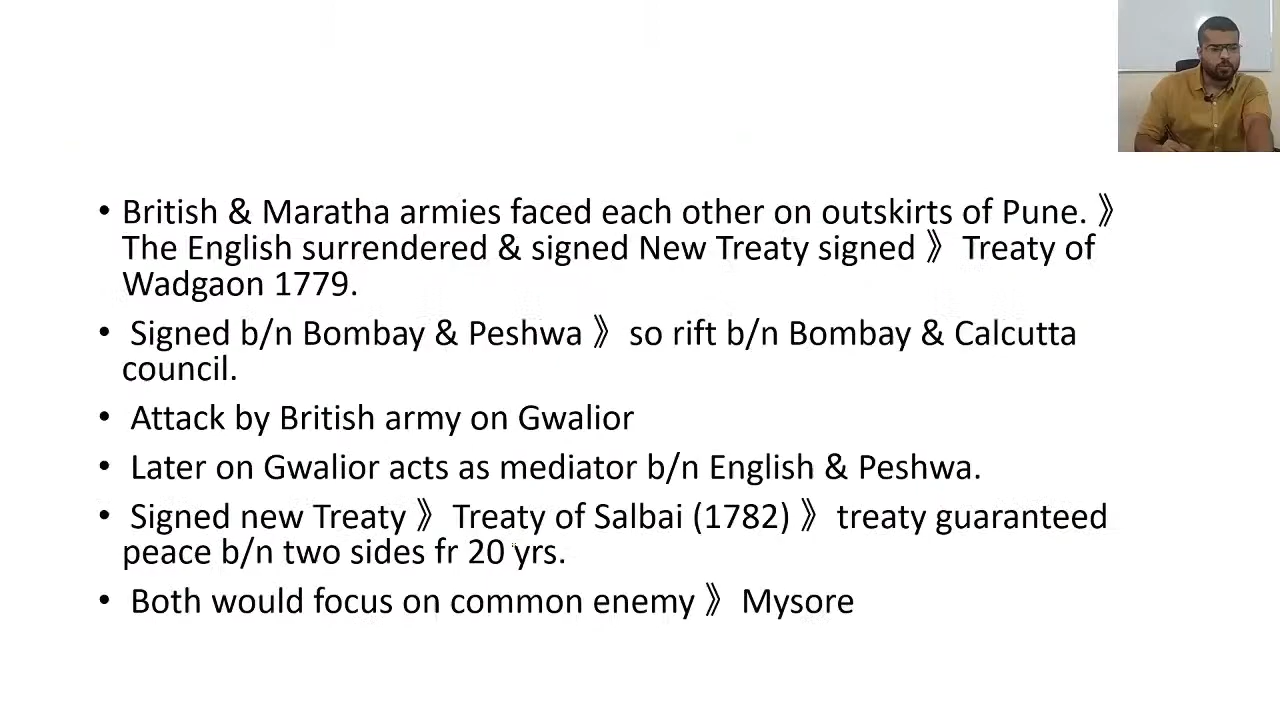 • British & Maratha armies faced each other on outskirts of Pune. 》
The English surrendered & signed New Treaty signed 》 Treaty of
Wadgaon 1779.
• Signed b/n Bombay & Peshwa 》 so rift b/n Bombay & Calcutta
council.
• Attack by British army on Gwalior
• Later on Gwalior acts as mediator b/n English & Peshwa.
• Signed new Treaty 》 Treaty of Salbai (1782) 》 treaty guaranteed
peace b/n two sides fr 20 yrs.
• Both would focus on common enemy 》 Mysore